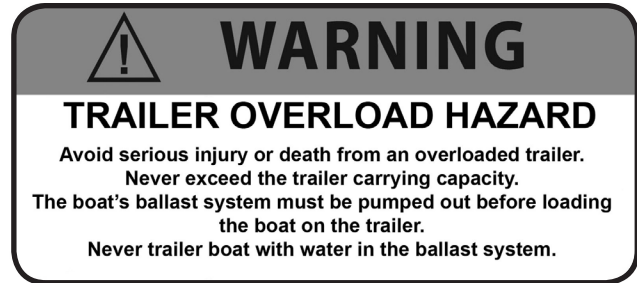 WARNING
TRAILER OVERLOAD HAZARD
Avoid serious injury or death from an overloaded trailer.
Never exceed the trailer carrying capacity.
The boat's ballast system must be pumped out before loading
the boat on the trailer.
Never trailer boat with water in the ballast system.